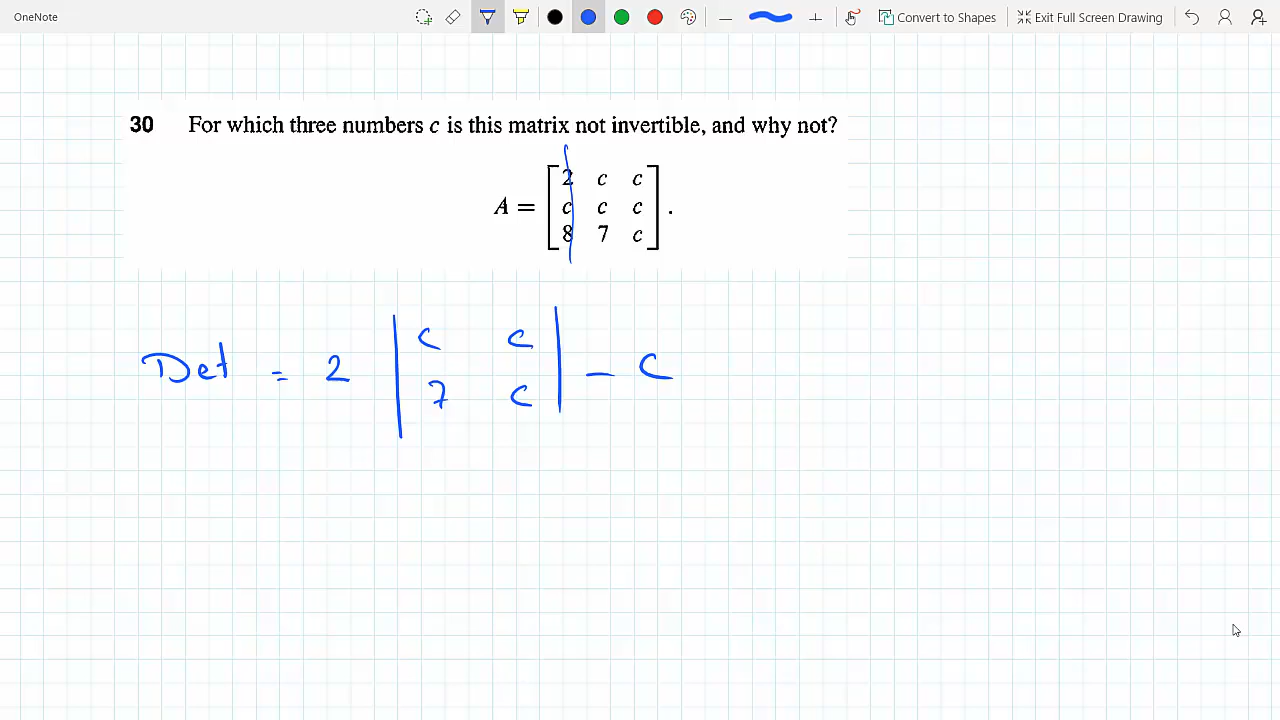 OneNote
Convert to Shapes
Exit Full Screen Drawing
30 For which three numbers c is this matrix not invertible, and why not?
2 c c
A = c c c .
8 7 c
Det = 2 | c c | − c
7 c